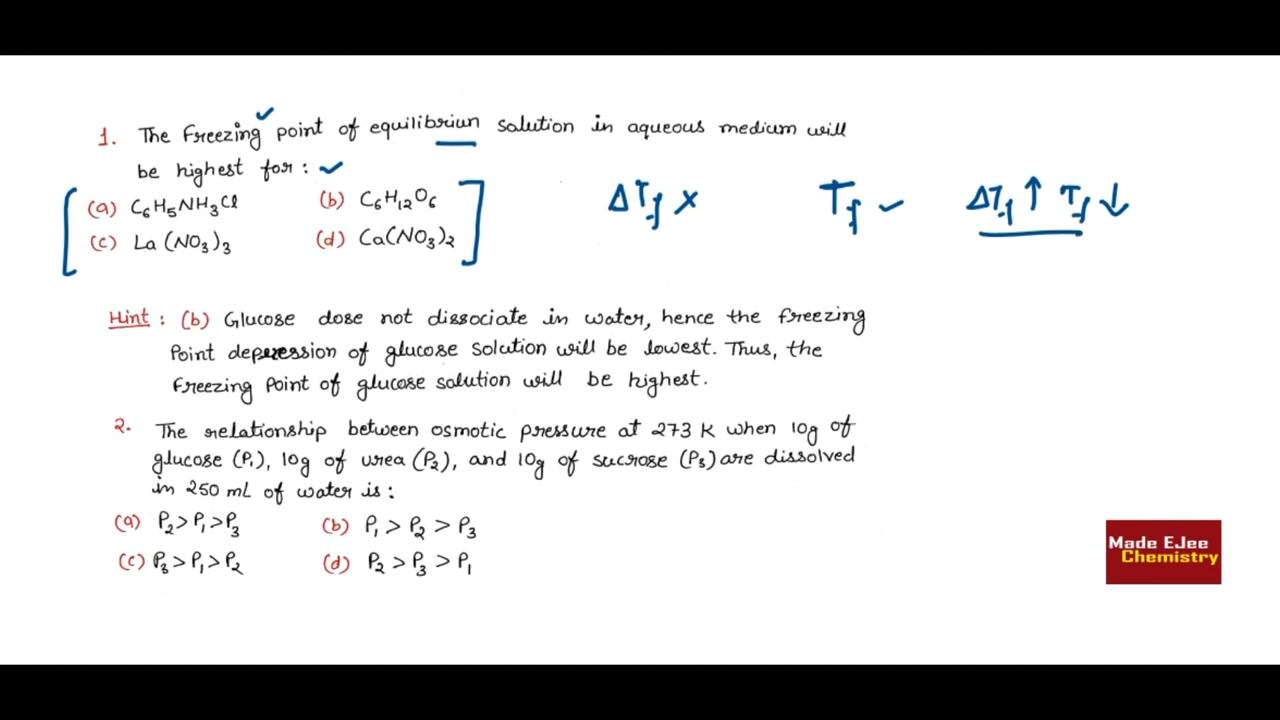 1. The Freezing point of equilibriun solution in aqueous medium will
be highest for :
(a) C₆H₅NH₃Cl (b) C₆H₁₂O₆
(c) La (NO₃)₃ (d) Ca(NO₃)₂
ΔTf × Tf ✓ ΔTf ↑ Tf ↓
Hint : (b) Glucose dose not dissociate in water, hence the freezing
Point depression of glucose solution will be lowest. Thus, the
Freezing Point of glucose solution will be highest.
2. The relationship between osmotic pressure at 273 K when 10g of
glucose (P₁), 10g of urea (P₂), and 10g of sucrose (P₃) are dissolved
in 250 mL of water is :
(a) P₂ > P₁ > P₃ (b) P₁ > P₂ > P₃
(c) P₃ > P₁ > P₂ (d) P₂ > P₃ > P₁
Made EJee
Chemistry